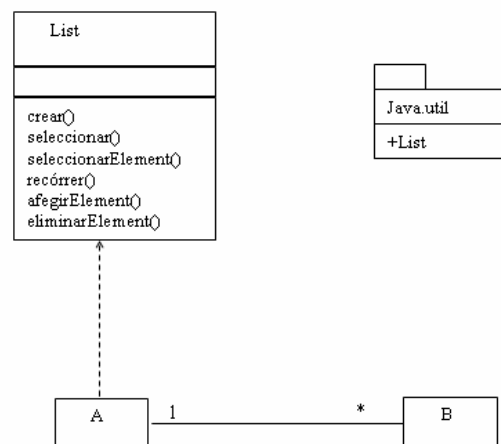 List
crear()
seleccionar()
seleccionarElement()
recórrer()
afegirElement()
eliminarElement()
Java.util
+List
A
1
*
B